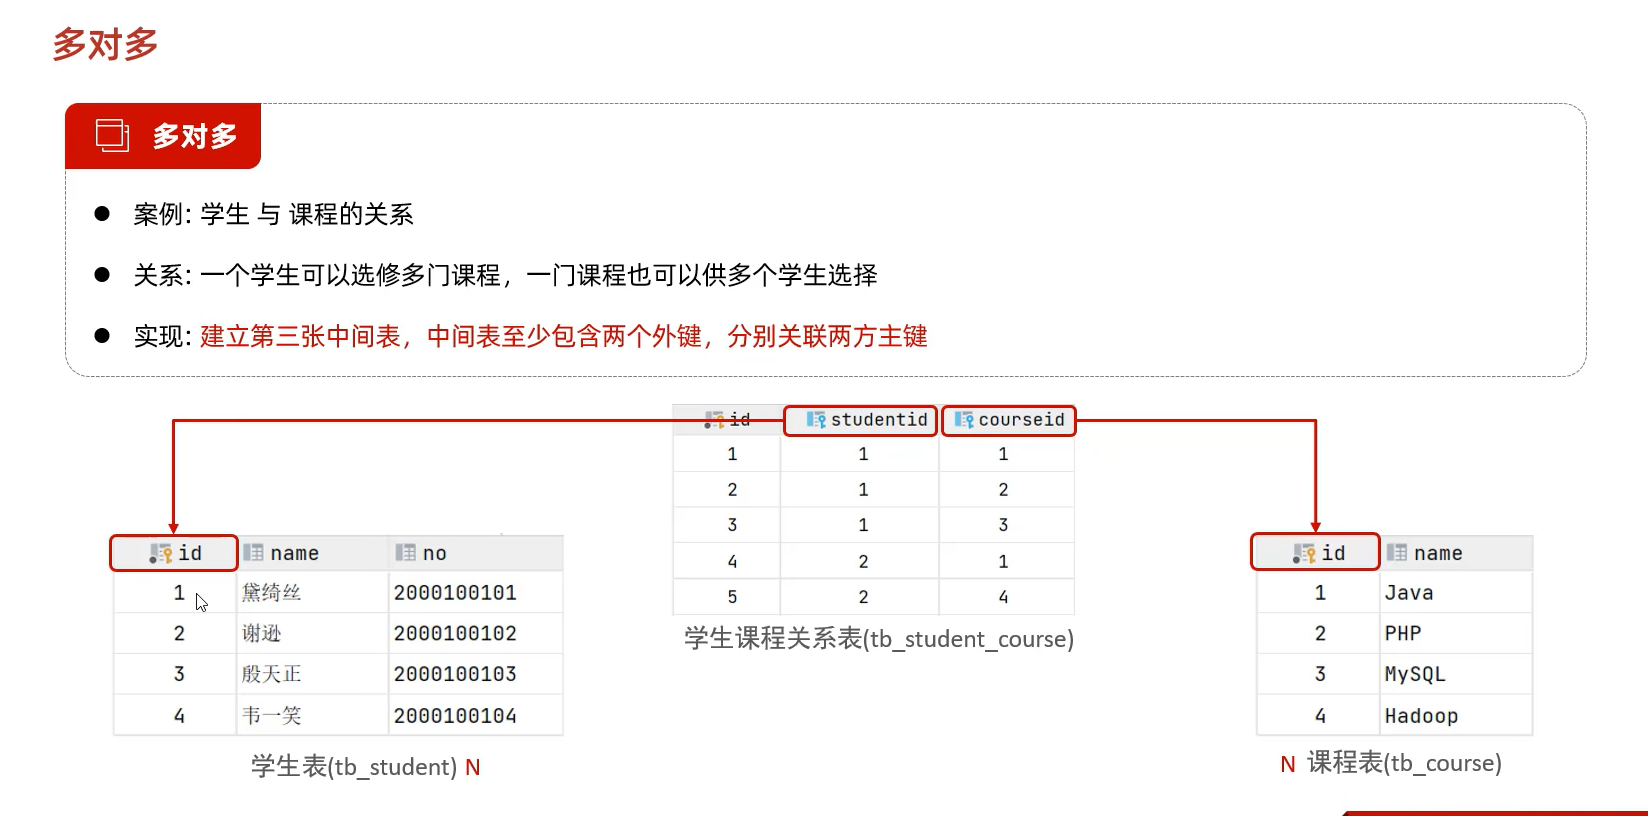 多对多
多对多
案例: 学生 与 课程的关系
关系: 一个学生可以选修多门课程，一门课程也可以供多个学生选择
实现: 建立第三张中间表，中间表至少包含两个外键，分别关联两方主键
id studentid courseid
1 1 1
2 1 2
3 1 3
4 2 1
5 2 4
学生课程关系表(tb_student_course)
id name no
1 黛绮丝 2000100101
2 谢逊 2000100102
3 殷天正 2000100103
4 韦一笑 2000100104
学生表(tb_student) N
id name
1 Java
2 PHP
3 MySQL
4 Hadoop
N 课程表(tb_course)